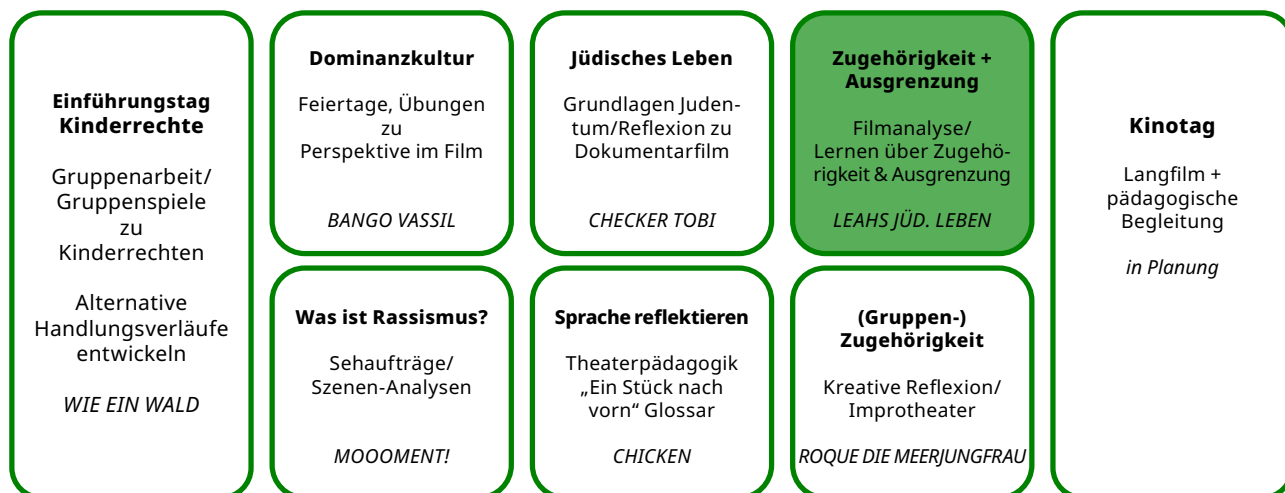 Einführungstag
Kinderrechte
Gruppenarbeit/
Gruppenspiele
zu
Kinderrechten
Alternative
Handlungsverläufe
entwickeln
WIE EIN WALD
Dominanzkultur
Feiertage, Übungen
zu
Perspektive im Film
BANGO VASSIL
Was ist Rassismus?
Sehaufträge/
Szenen-Analysen
MOOOMENT!
Jüdisches Leben
Grundlagen Juden-
tum/Reflexion zu
Dokumentarfilm
CHECKER TOBI
Sprache reflektieren
Theaterpädagogik
„Ein Stück nach
vorn“ Glossar
CHICKEN
Zugehörigkeit +
Ausgrenzung
Filmanalyse/
Lernen über Zugehö-
rigkeit & Ausgrenzung
LEAHS JÜD. LEBEN
(Gruppen-)
Zugehörigkeit
Kreative Reflexion/
Improtheater
ROQUE DIE MEERJUNGFRAU
Kinotag
Langfilm +
pädagogische
Begleitung
in Planung